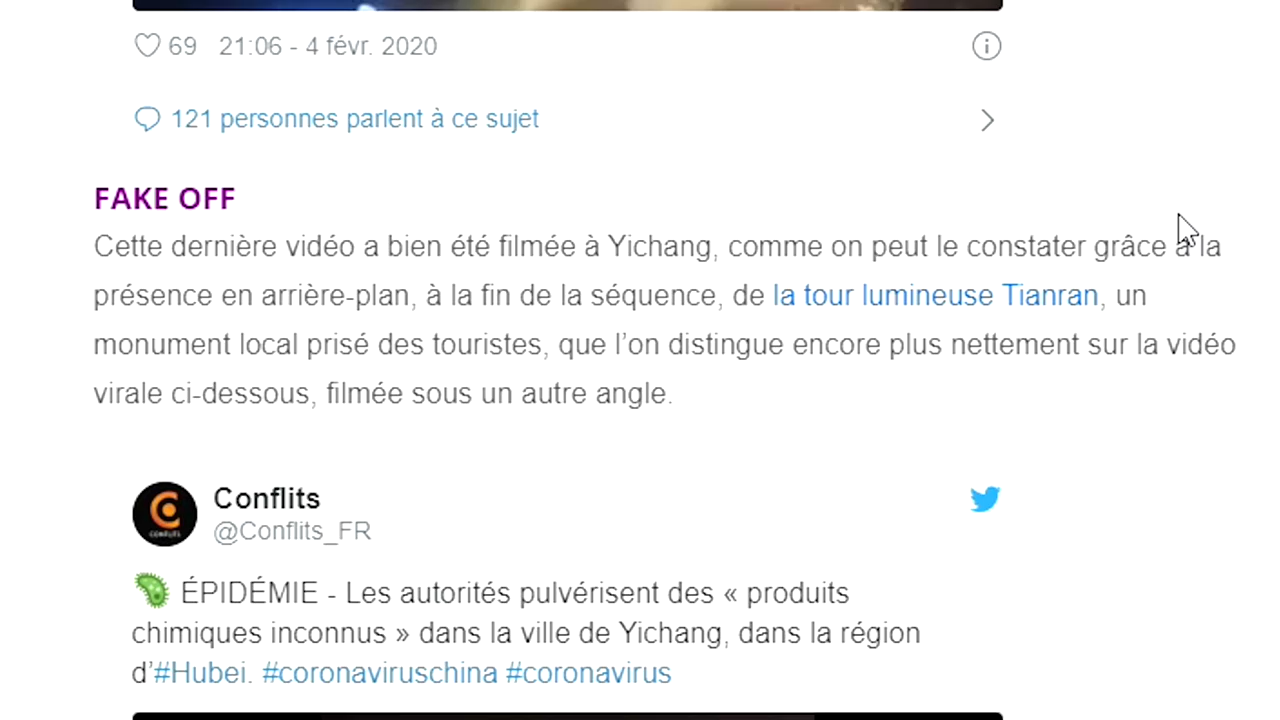 69 21:06 - 4 févr. 2020
121 personnes parlent à ce sujet
FAKE OFF
Cette dernière vidéo a bien été filmée à Yichang, comme on peut le constater grâce à la
présence en arrière-plan, à la fin de la séquence, de la tour lumineuse Tianran, un
monument local prisé des touristes, que l’on distingue encore plus nettement sur la vidéo
virale ci-dessous, filmée sous un autre angle.
CONFLITS
Conflits
@Conflits_FR
ÉPIDÉMIE - Les autorités pulvérisent des « produits
chimiques inconnus » dans la ville de Yichang, dans la région
d’#Hubei. #coronaviruschina #coronavirus